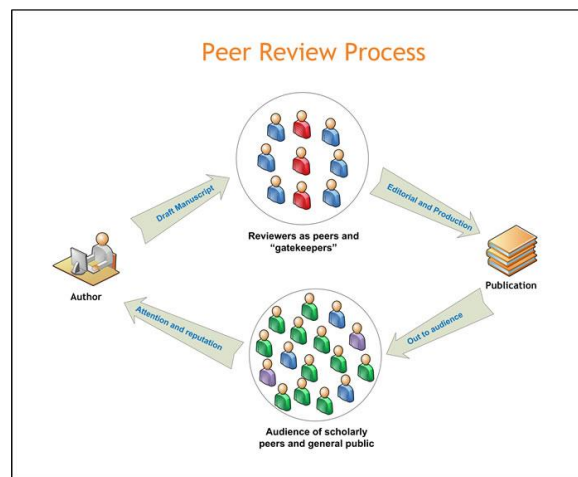 Peer Review Process
Draft Manuscript
Reviewers as peers and
“gatekeepers”
Editorial and Production
Author
Publication
Attention and reputation
Out to audience
Audience of scholarly
peers and general public